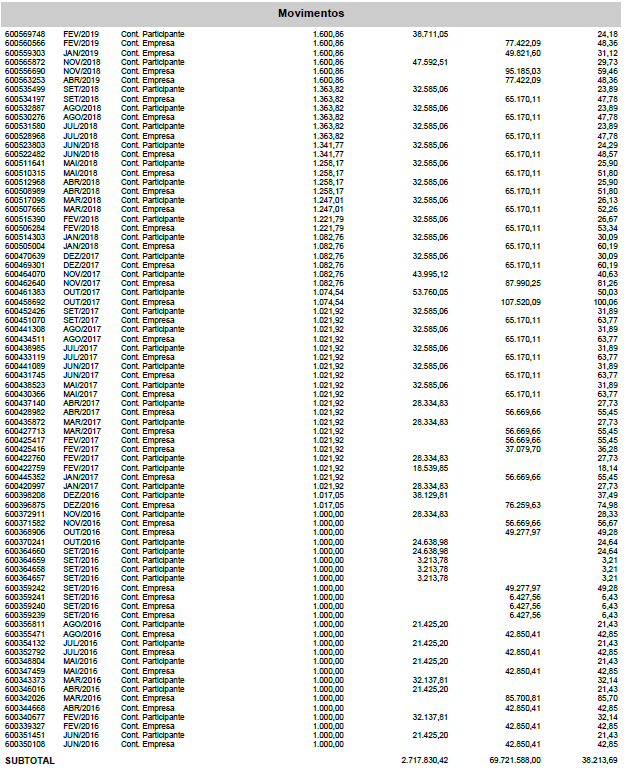 Movimentos
600569748 FEV/2019 Cont. Participante 1.600,86 38.711,05 24,18
600560566 FEV/2019 Cont. Empresa 1.600,86 77.422,09 48,36
600559303 JAN/2019 Cont. Empresa 1.600,86 49.821,60 31,12
600565872 NOV/2018 Cont. Participante 1.600,86 47.592,51 29,73
600556690 NOV/2018 Cont. Empresa 1.600,86 95.185,03 59,46
600563253 ABR/2019 Cont. Empresa 1.600,86 77.422,09 48,36
600535499 SET/2018 Cont. Participante 1.363,82 32.585,06 23,89
600534197 SET/2018 Cont. Empresa 1.363,82 65.170,11 47,78
600532887 AGO/2018 Cont. Participante 1.363,82 32.585,06 23,89
600530276 AGO/2018 Cont. Empresa 1.363,82 65.170,11 47,78
600531580 JUL/2018 Cont. Participante 1.363,82 32.585,06 23,89
600528968 JUL/2018 Cont. Empresa 1.363,82 65.170,11 47,78
600523803 JUN/2018 Cont. Participante 1.341,77 32.585,06 24,29
600522482 JUN/2018 Cont. Empresa 1.341,77 65.170,11 48,57
600511641 MAI/2018 Cont. Participante 1.258,17 32.585,06 25,90
600510315 MAI/2018 Cont. Empresa 1.258,17 65.170,11 51,80
600512968 ABR/2018 Cont. Participante 1.258,17 32.585,06 25,90
600508989 ABR/2018 Cont. Empresa 1.258,17 65.170,11 51,80
600517098 MAR/2018 Cont. Participante 1.247,01 32.585,06 26,13
600507665 MAR/2018 Cont. Empresa 1.247,01 65.170,11 52,26
600515390 FEV/2018 Cont. Participante 1.221,79 32.585,06 26,67
600506284 FEV/2018 Cont. Empresa 1.221,79 65.170,11 53,34
600514303 JAN/2018 Cont. Participante 1.082,76 32.585,06 30,09
600505004 JAN/2018 Cont. Empresa 1.082,76 65.170,11 60,19
600470639 DEZ/2017 Cont. Participante 1.082,76 32.585,06 30,09
600469301 DEZ/2017 Cont. Empresa 1.082,76 65.170,11 60,19
600464070 NOV/2017 Cont. Participante 1.082,76 43.995,12 40,63
600462640 NOV/2017 Cont. Empresa 1.082,76 87.990,25 81,26
600461383 OUT/2017 Cont. Participante 1.074,54 53.760,05 50,03
600458692 OUT/2017 Cont. Empresa 1.074,54 107.520,09 100,06
600452426 SET/2017 Cont. Participante 1.021,92 32.585,06 31,89
600451070 SET/2017 Cont. Empresa 1.021,92 65.170,11 63,77
600441308 AGO/2017 Cont. Participante 1.021,92 32.585,06 31,89
600434511 AGO/2017 Cont. Empresa 1.021,92 65.170,11 63,77
600438985 JUL/2017 Cont. Participante 1.021,92 32.585,06 31,89
600433119 JUL/2017 Cont. Empresa 1.021,92 65.170,11 63,77
600441089 JUN/2017 Cont. Participante 1.021,92 32.585,06 31,89
600431745 JUN/2017 Cont. Empresa 1.021,92 65.170,11 63,77
600438523 MAI/2017 Cont. Participante 1.021,92 32.585,06 31,89
600430366 MAI/2017 Cont. Empresa 1.021,92 65.170,11 63,77
600437140 ABR/2017 Cont. Participante 1.021,92 28.334,83 27,73
600428982 ABR/2017 Cont. Empresa 1.021,92 56.669,66 55,45
600435872 MAR/2017 Cont. Participante 1.021,92 28.334,83 27,73
600427713 MAR/2017 Cont. Empresa 1.021,92 56.669,66 55,45
600425417 FEV/2017 Cont. Empresa 1.021,92 56.669,66 55,45
600425416 FEV/2017 Cont. Empresa 1.021,92 37.079,70 36,28
600422760 FEV/2017 Cont. Participante 1.021,92 28.334,83 27,73
600422759 FEV/2017 Cont. Participante 1.021,92 18.539,85 18,14
600445352 JAN/2017 Cont. Empresa 1.021,92 56.669,66 55,45
600420997 JAN/2017 Cont. Participante 1.021,92 28.334,83 27,73
600398208 DEZ/2016 Cont. Participante 1.017,05 38.129,81 37,49
600396875 DEZ/2016 Cont. Empresa 1.017,05 76.259,63 74,98
600372911 NOV/2016 Cont. Participante 1.000,00 28.334,83 28,33
600371582 NOV/2016 Cont. Empresa 1.000,00 56.669,66 56,67
600368906 OUT/2016 Cont. Empresa 1.000,00 49.277,97 49,28
600370241 OUT/2016 Cont. Participante 1.000,00 24.638,98 24,64
600364660 SET/2016 Cont. Participante 1.000,00 24.638,98 24,64
600364659 SET/2016 Cont. Participante 1.000,00 3.213,78 3,21
600364658 SET/2016 Cont. Participante 1.000,00 3.213,78 3,21
600364657 SET/2016 Cont. Participante 1.000,00 3.213,78 3,21
600359242 SET/2016 Cont. Empresa 1.000,00 49.277,97 49,28
600359241 SET/2016 Cont. Empresa 1.000,00 6.427,56 6,43
600359240 SET/2016 Cont. Empresa 1.000,00 6.427,56 6,43
600359239 SET/2016 Cont. Empresa 1.000,00 6.427,56 6,43
600356811 AGO/2016 Cont. Participante 1.000,00 21.425,20 21,43
600355471 AGO/2016 Cont. Empresa 1.000,00 42.850,41 42,85
600354132 JUL/2016 Cont. Participante 1.000,00 21.425,20 21,43
600352792 JUL/2016 Cont. Empresa 1.000,00 42.850,41 42,85
600348804 MAI/2016 Cont. Participante 1.000,00 21.425,20 21,43
600347459 MAI/2016 Cont. Empresa 1.000,00 42.850,41 42,85
600343373 MAR/2016 Cont. Participante 1.000,00 32.137,81 32,14
600346016 ABR/2016 Cont. Participante 1.000,00 21.425,20 21,43
600342026 MAR/2016 Cont. Empresa 1.000,00 85.700,81 85,70
600344668 ABR/2016 Cont. Empresa 1.000,00 42.850,41 42,85
600340677 FEV/2016 Cont. Participante 1.000,00 32.137,81 32,14
600339327 FEV/2016 Cont. Empresa 1.000,00 42.850,41 42,85
600351451 JUN/2016 Cont. Participante 1.000,00 21.425,20 21,43
600350108 JUN/2016 Cont. Empresa 1.000,00 42.850,41 42,85
SUBTOTAL 2.717.830,42 69.721.588,00 38.213,69